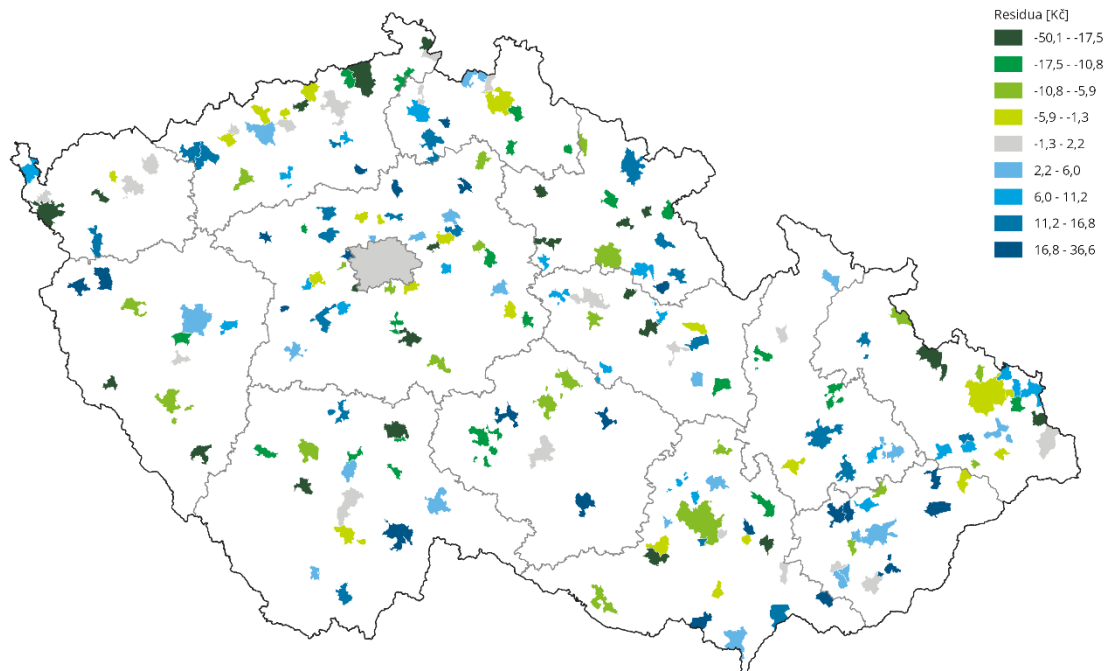 Residua [Kč]
-50,1 - -17,5
-17,5 - -10,8
-10,8 - -5,9
-5,9 - -1,3
-1,3 - 2,2
2,2 - 6,0
6,0 - 11,2
11,2 - 16,8
16,8 - 36,6